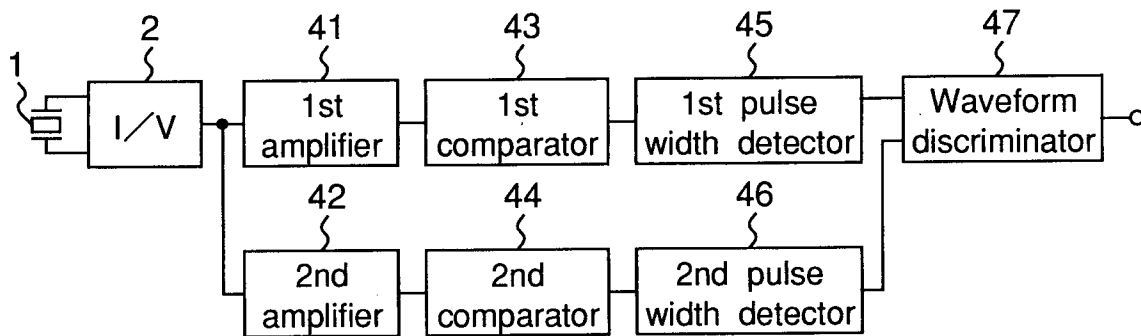 1
2
41
43
45
47
I/V
1st
amplifier
1st
comparator
1st pulse
width detector
Waveform
discriminator
42
44
46
2nd
amplifier
2nd
comparator
2nd pulse
width detector